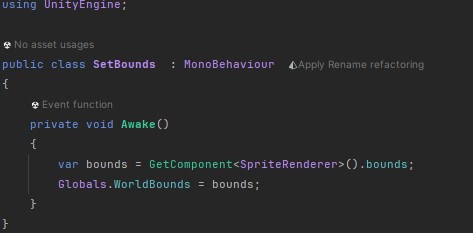 using UnityEngine;
No asset usages
public class SetBounds : MonoBehaviour Apply Rename refactoring
{
Event function
private void Awake()
{
var bounds = GetComponent<SpriteRenderer>().bounds;
Globals.WorldBounds = bounds;
}
}